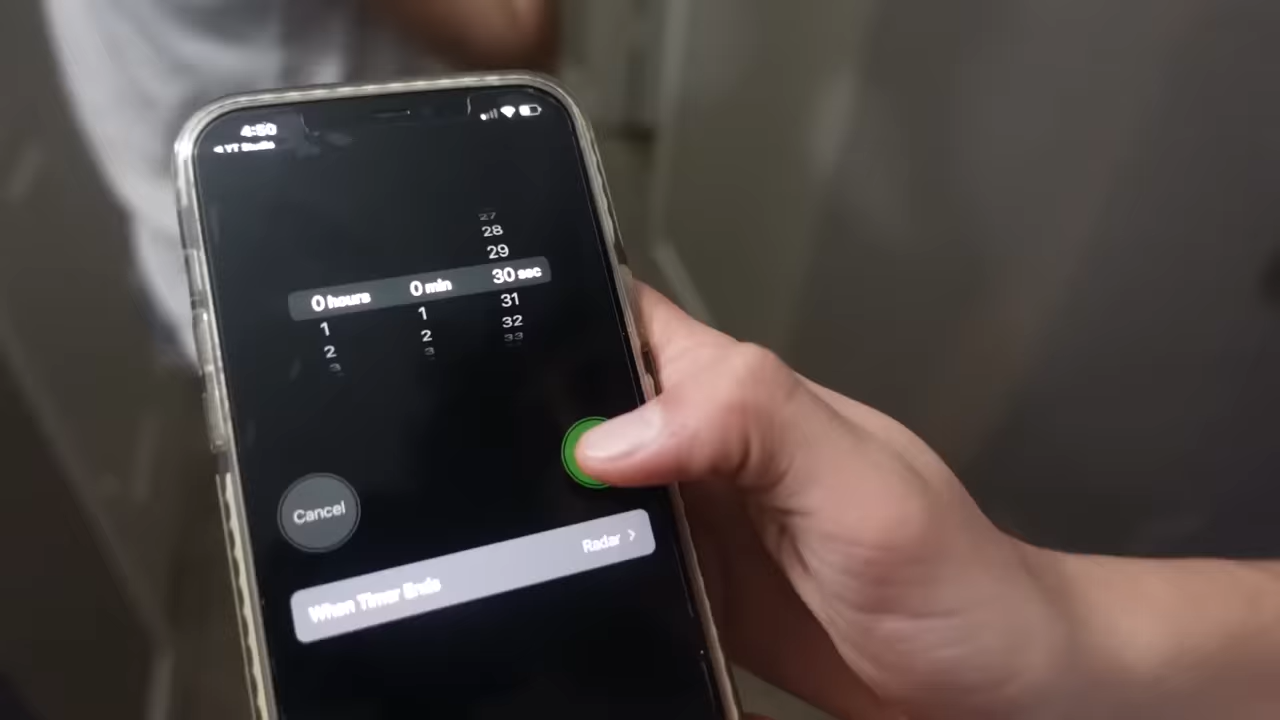 4:50
◀ YT Studio
27
28
29
0 hours 0 min 30 sec
1 1 31
2 2 32
3 3 33
Cancel
When Timer Ends Radar >